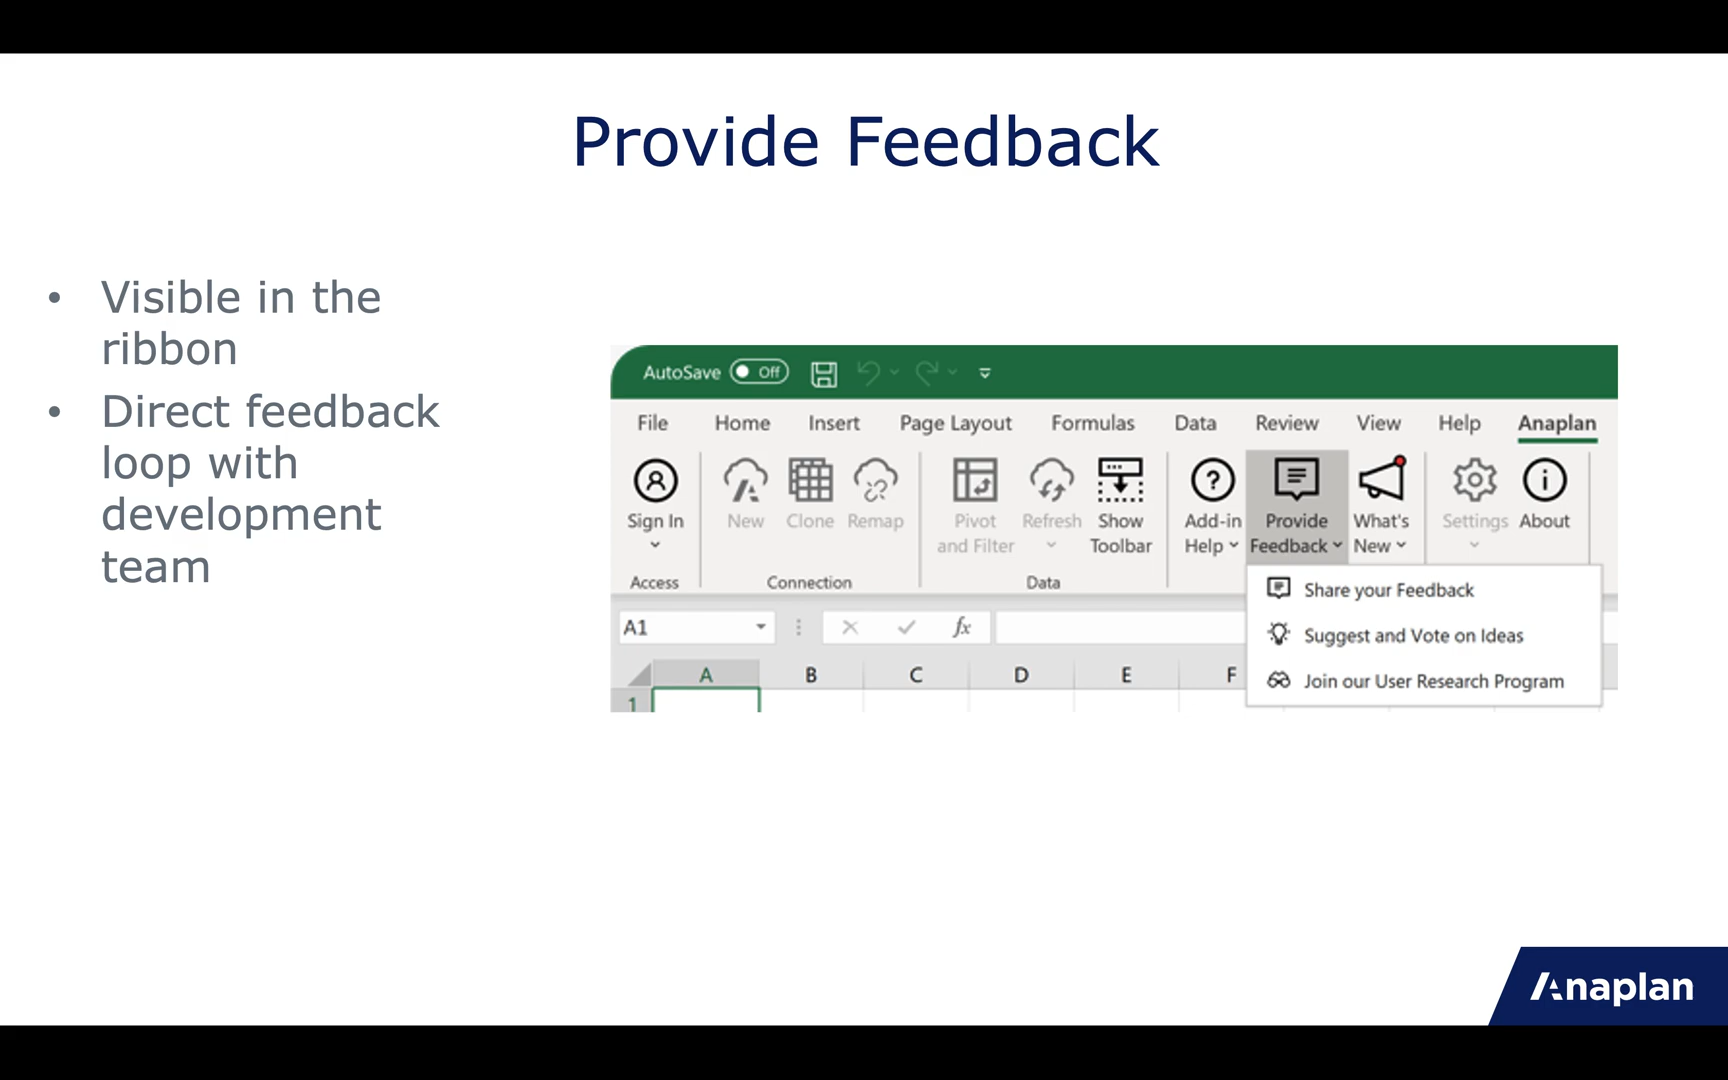 Provide Feedback
• Visible in the
ribbon
• Direct feedback
loop with
development
team
AutoSave Off
File Home Insert Page Layout Formulas Data Review View Help Anaplan
Sign In New Clone Remap Pivot and Filter Refresh Show Toolbar Add-in Help Provide Feedback What's New Settings About
Access Connection Data
Share your Feedback
Suggest and Vote on Ideas
Join our User Research Program
A1 fx
A B C D E F
1
Anaplan